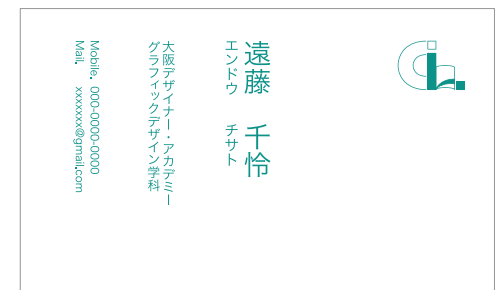 遠藤　千怜
エンドウ　チサト
大阪デザイナー・アカデミー
グラフィックデザイン学科
Mobile. 000-0000-0000
Mail. xxxxxxx@gmail.com